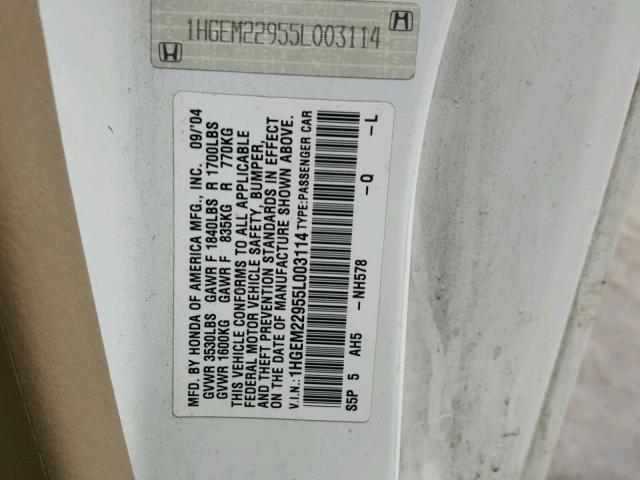 1HGEM22955L003114
MFD. BY HONDA OF AMERICA MFG., INC. 09/'04
GVWR 3530LBS GAWR F 1840LBS R 1700LBS
GVWR 1600KG GAWR F 835KG R 770KG
THIS VEHICLE CONFORMS TO ALL APPLICABLE
FEDERAL MOTOR VEHICLE SAFETY, BUMPER,
AND THEFT PREVENTION STANDARDS IN EFFECT
ON THE DATE OF MANUFACTURE SHOWN ABOVE.
V.I.N.: 1HGEM22955L003114 TYPE: PASSENGER CAR
S5P 5 AH5 -NH578 -Q -L